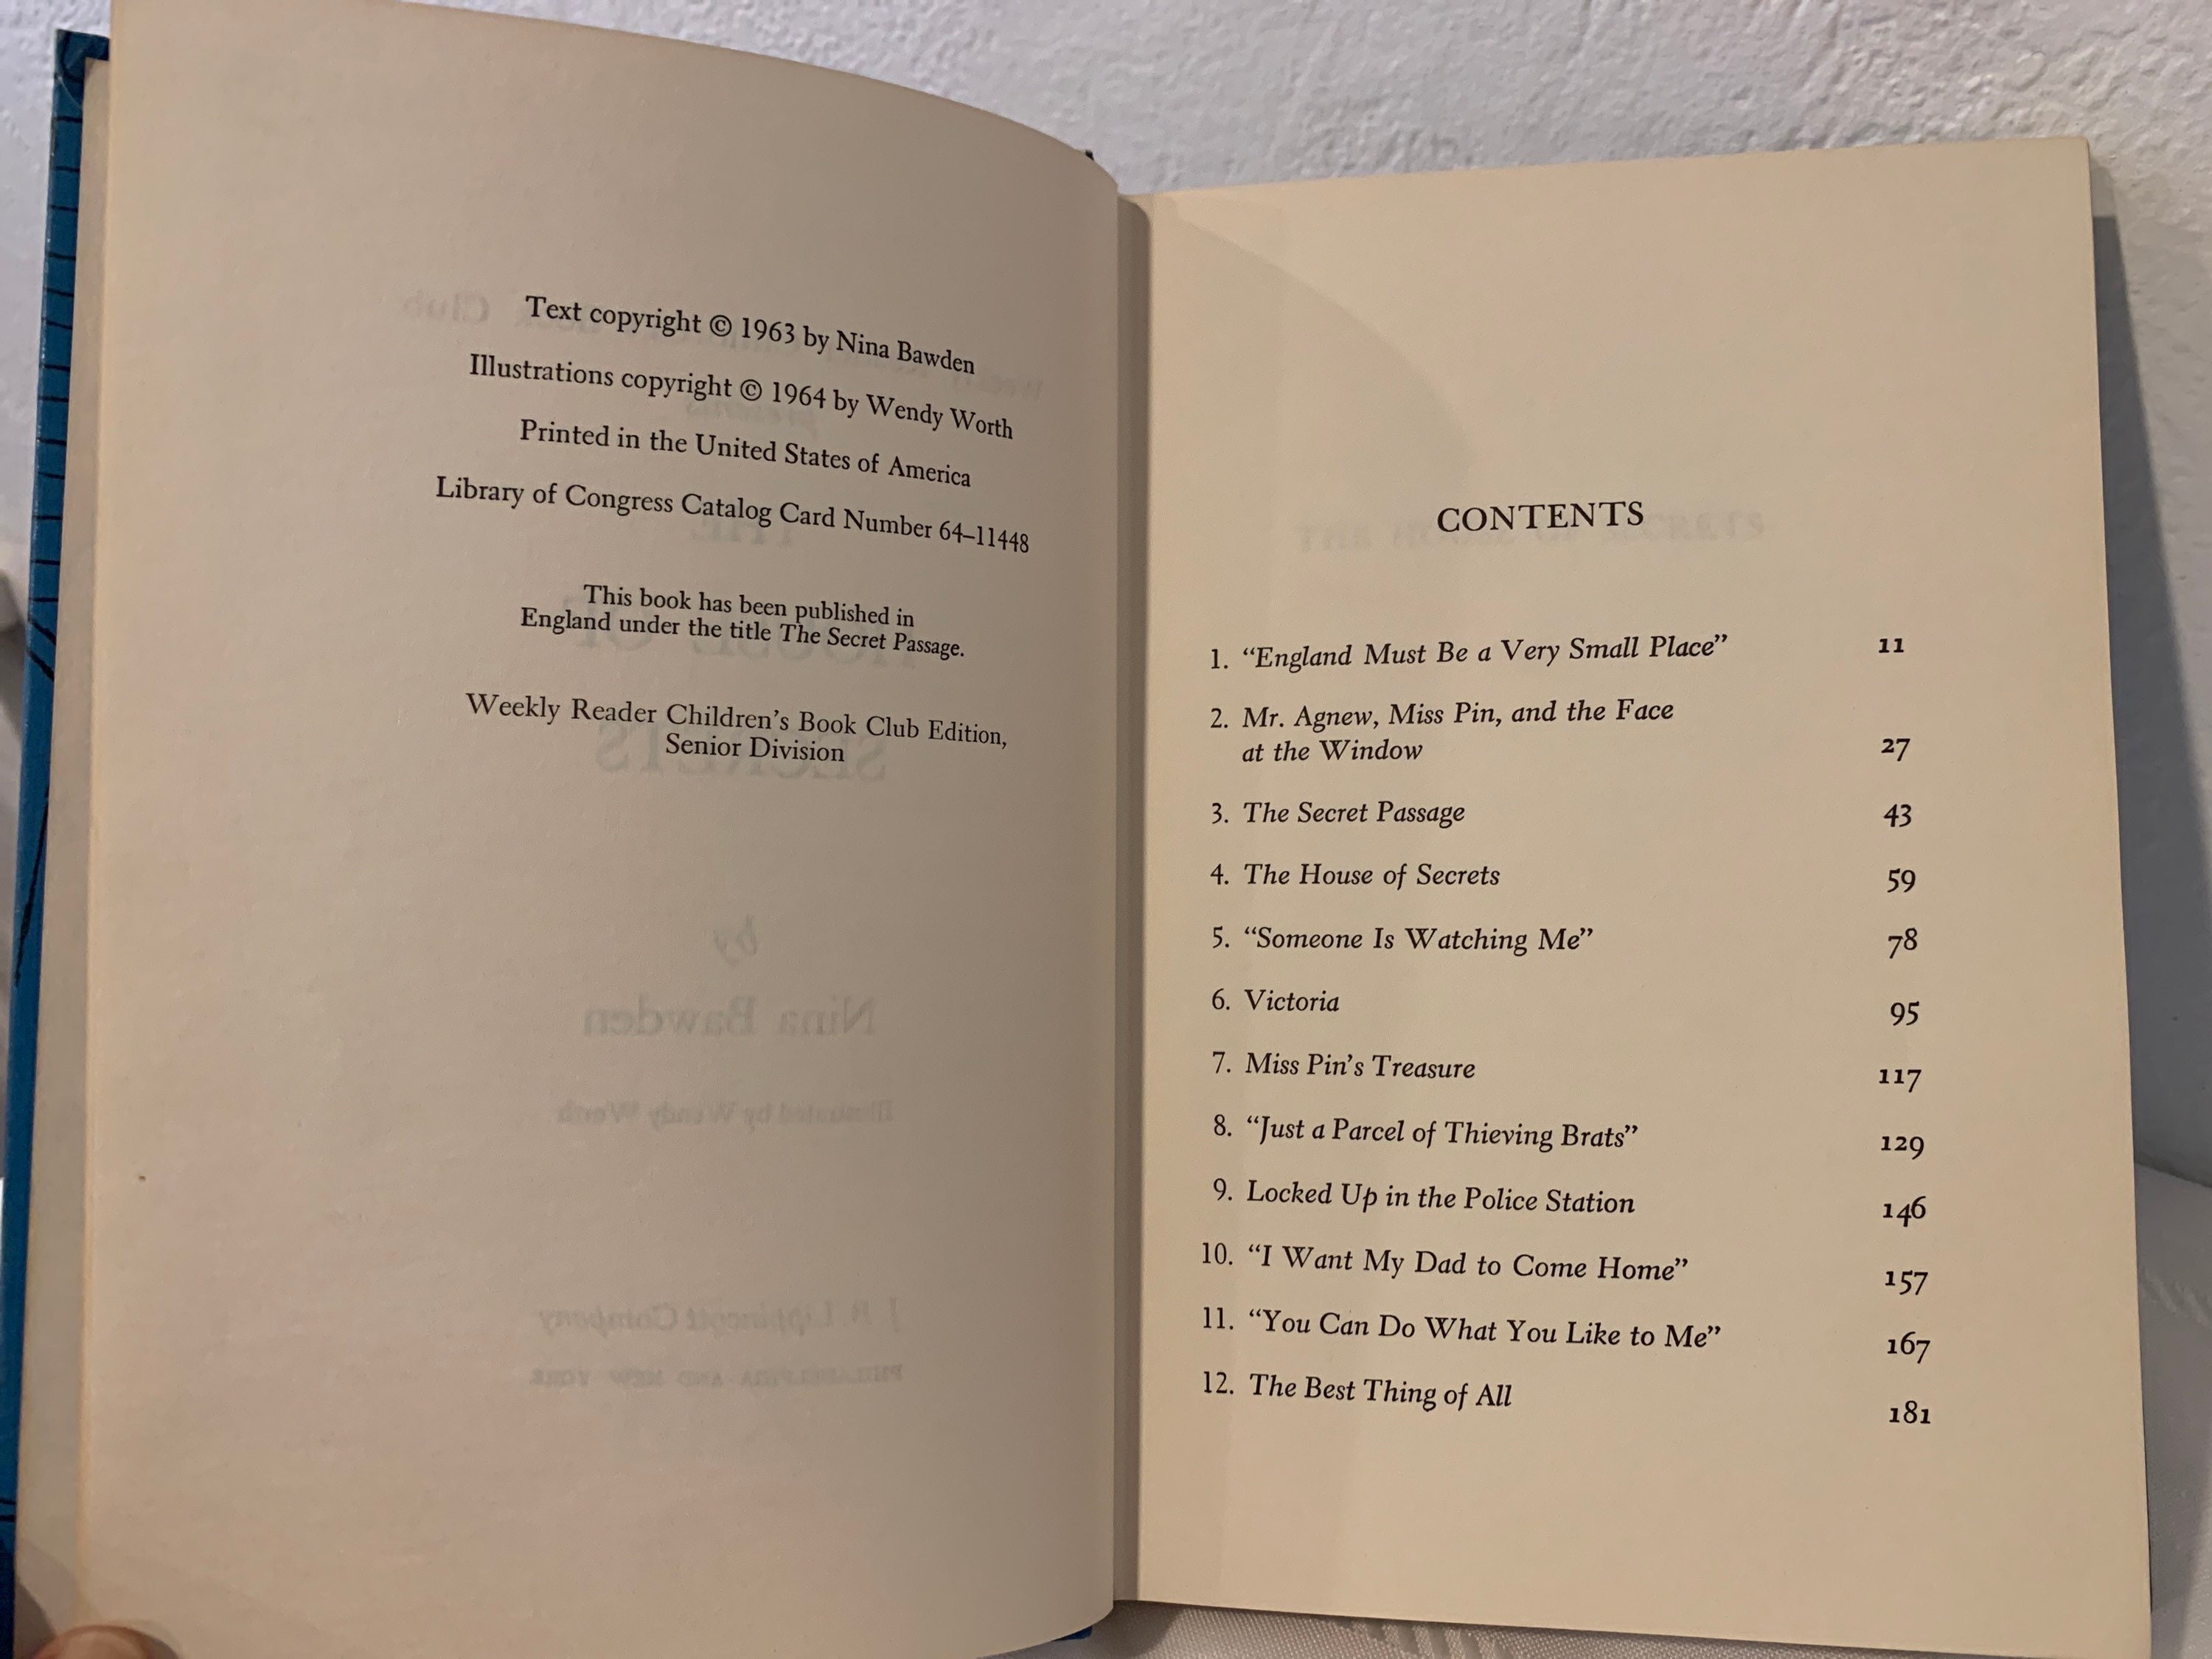 Text copyright © 1963 by Nina Bawden
Illustrations copyright © 1964 by Wendy Worth
Printed in the United States of America
Library of Congress Catalog Card Number 64–11448
This book has been published in
England under the title The Secret Passage.
Weekly Reader Children's Book Club Edition,
Senior Division
CONTENTS
1. “England Must Be a Very Small Place” 11
2. Mr. Agnew, Miss Pin, and the Face
at the Window 27
3. The Secret Passage 43
4. The House of Secrets 59
5. “Someone Is Watching Me” 78
6. Victoria 95
7. Miss Pin's Treasure 117
8. “Just a Parcel of Thieving Brats” 129
9. Locked Up in the Police Station 146
10. “I Want My Dad to Come Home” 157
11. “You Can Do What You Like to Me” 167
12. The Best Thing of All 181